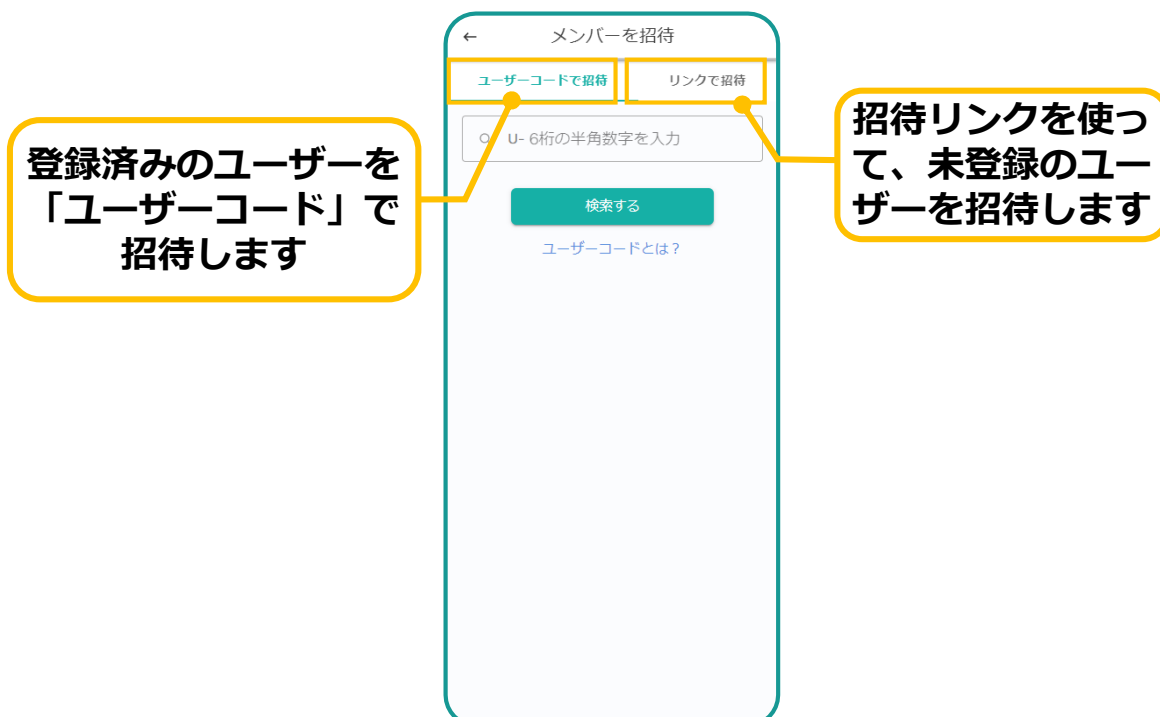 ← メンバーを招待
ユーザーコードで招待 リンクで招待
U- 6桁の半角数字を入力
検索する
ユーザーコードとは？
登録済みのユーザーを
「ユーザーコード」で
招待します
招待リンクを使っ
て、未登録のユー
ザーを招待します